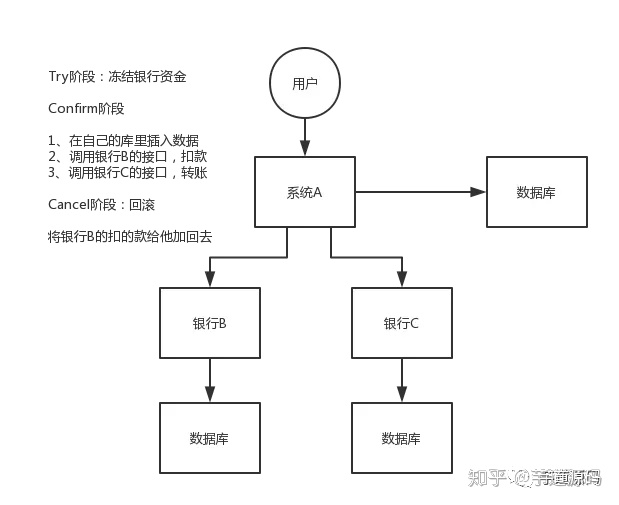 Try阶段：冻结银行资金
Confirm阶段
1、在自己的库里插入数据
2、调用银行B的接口，扣款
3、调用银行C的接口，转账
Cancel阶段：回滚
将银行B的扣的款给他加回去
用户
系统A
数据库
银行B
银行C
数据库
数据库
知乎 @芋道源码